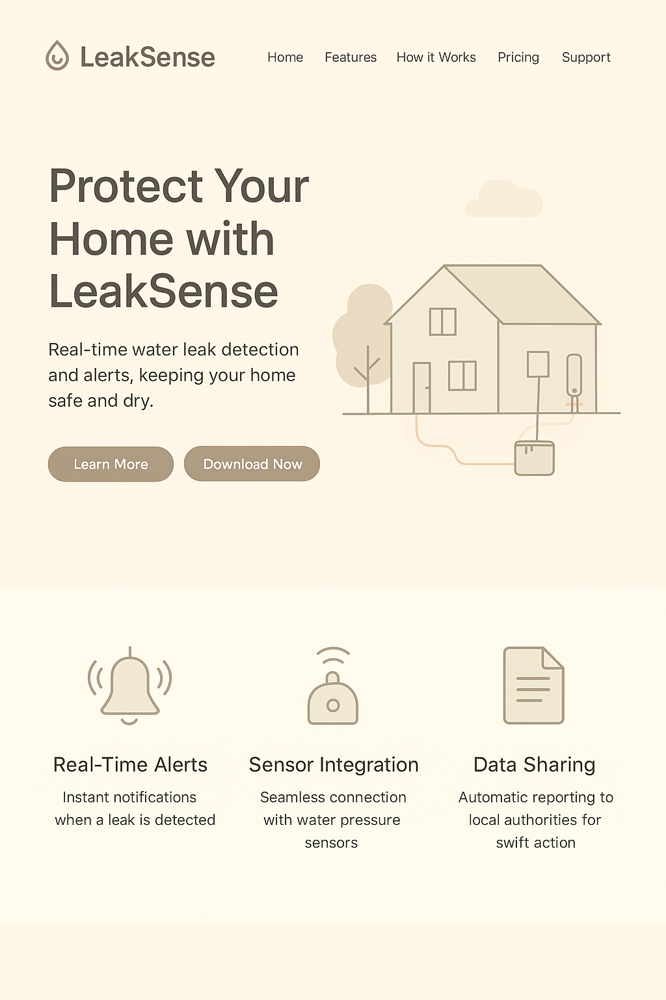 LeakSense
Home Features How it Works Pricing Support
Protect Your
Home with
LeakSense
Real-time water leak detection
and alerts, keeping your home
safe and dry.
Learn More Download Now
Real-Time Alerts
Instant notifications
when a leak is detected
Sensor Integration
Seamless connection
with water pressure
sensors
Data Sharing
Automatic reporting to
local authorities for
swift action